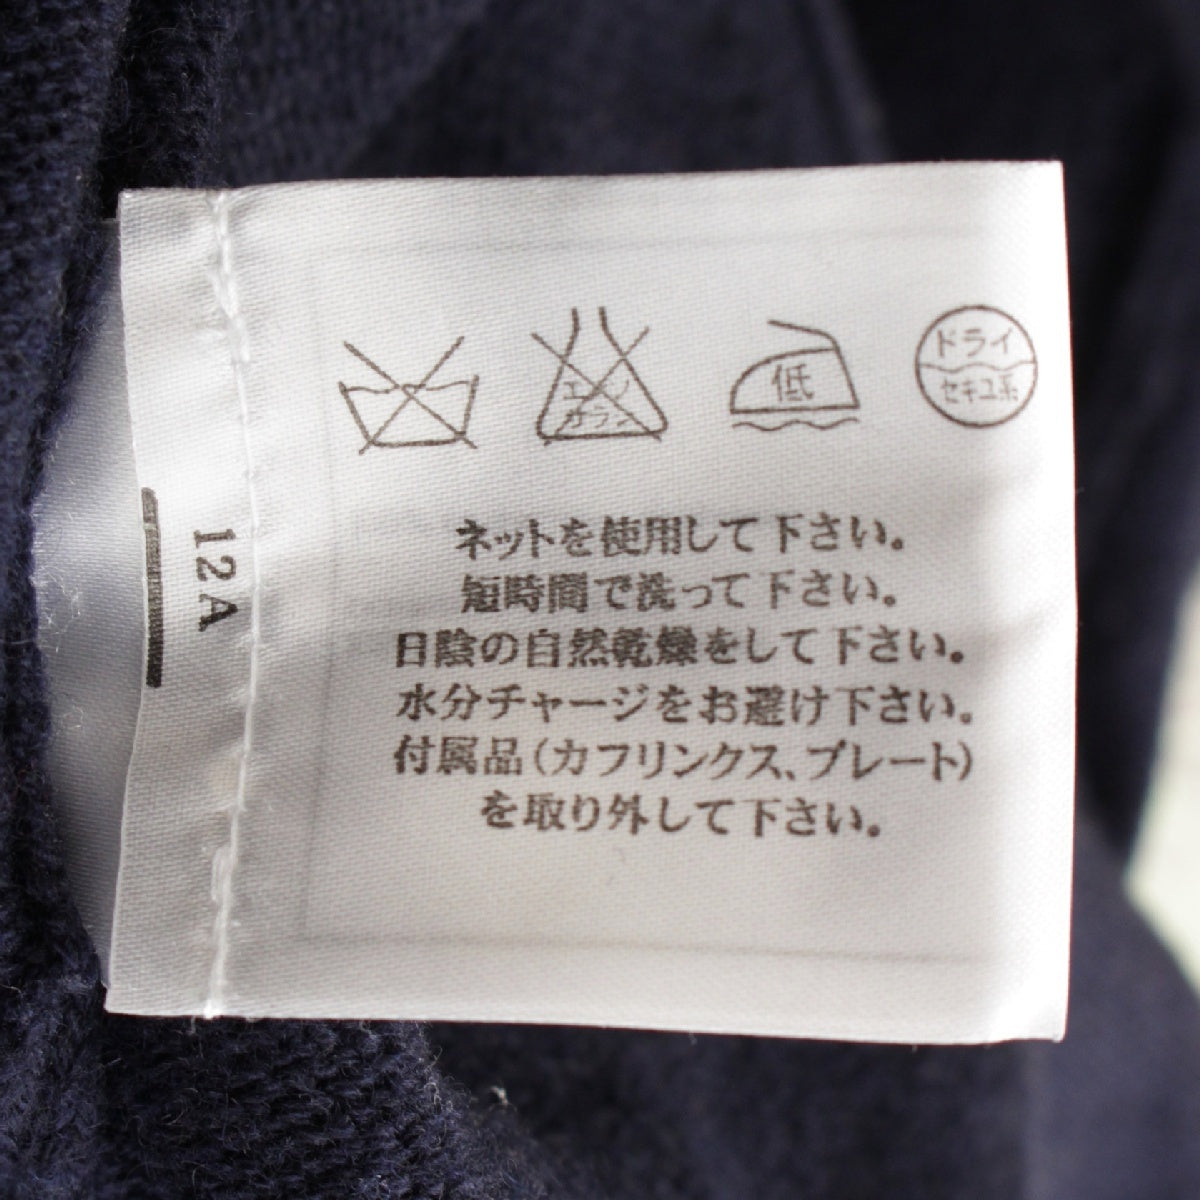 エンソ
カラン
低
ドライ
セキユ系
ネットを使用して下さい。
短時間で洗って下さい。
日陰の自然乾燥をして下さい。
水分チャージをお避け下さい。
付属品(カフリンクス、プレート)
を取り外して下さい。
12A